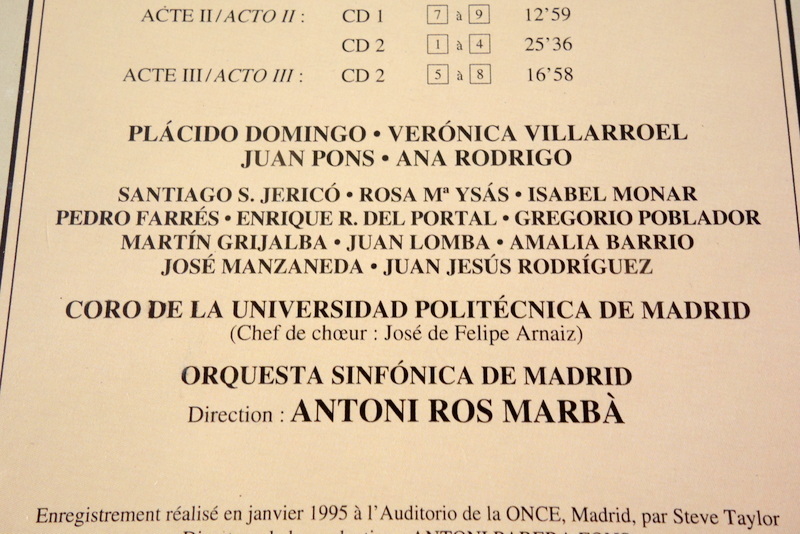 ACTE II/ACTO II : CD 1 7 à 9 12'59
CD 2 1 à 4 25'36
ACTE III/ACTO III : CD 2 5 à 8 16'58
PLÁCIDO DOMINGO • VERÓNICA VILLARROEL
JUAN PONS • ANA RODRIGO
SANTIAGO S. JERICÓ • ROSA Mª YSÁS • ISABEL MONAR
PEDRO FARRÉS • ENRIQUE R. DEL PORTAL • GREGORIO POBLADOR
MARTÍN GRIJALBA • JUAN LOMBA • AMALIA BARRIO
JOSÉ MANZANEDA • JUAN JESÚS RODRÍGUEZ
CORO DE LA UNIVERSIDAD POLITÉCNICA DE MADRID
(Chef de chœur : José de Felipe Arnaiz)
ORQUESTA SINFÓNICA DE MADRID
Direction : ANTONI ROS MARBÀ
Enregistrement réalisé en janvier 1995 à l'Auditorio de la ONCE, Madrid, par Steve Taylor